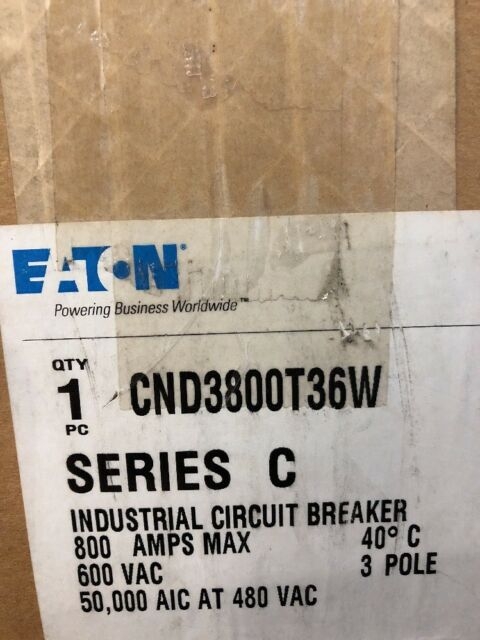 EATON
Powering Business Worldwide™
QTY
1 CND3800T36W
PC
SERIES C
INDUSTRIAL CIRCUIT BREAKER
800 AMPS MAX 40° C
600 VAC 3 POLE
50,000 AIC AT 480 VAC